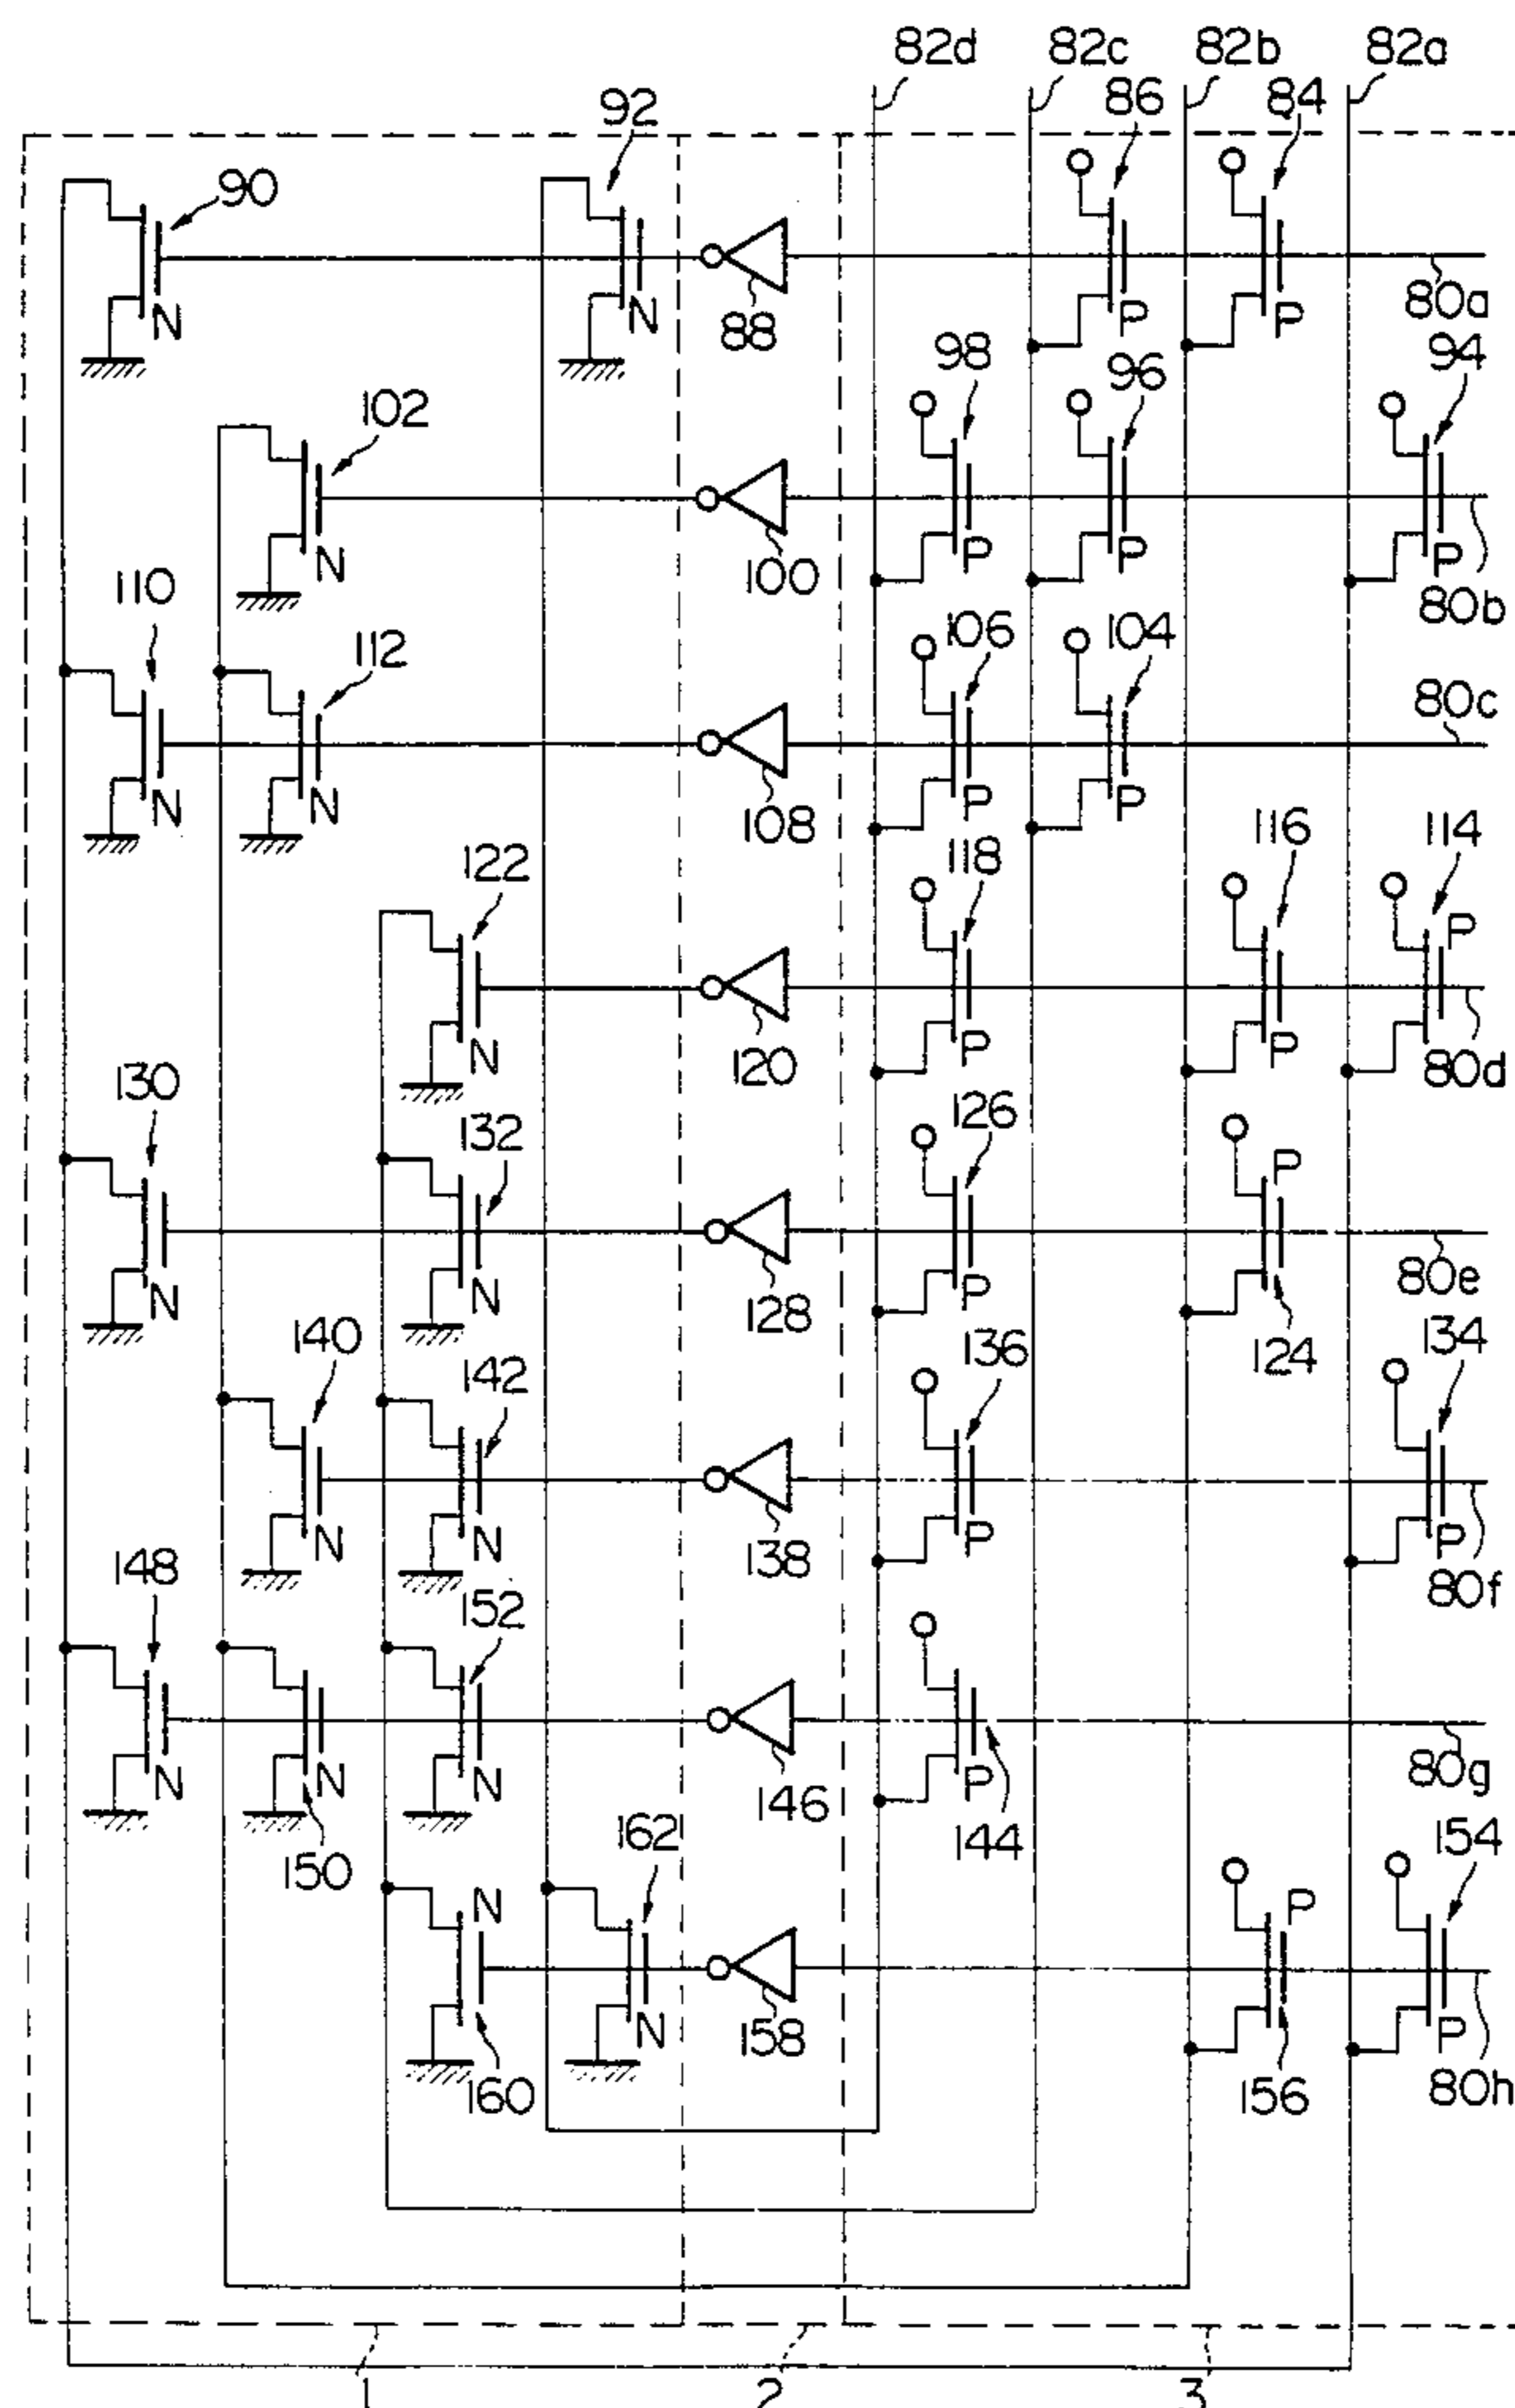 82d 82c 82b 82a
92 86 84
90
N N 88 P P 80a
98 96 94
102
N 100 P P P 80b
110 112 106 104 80c
N N 108 P P
122 118 116 114
P
N 120 P P 80d
130 132 126 P
N N 128 P 124 80e
140 142 136 134
N N 138 P P 80f
148 152
N N N 146 P 80g
150 162 144 154
N P
N 158 P
160 156 80h
1 2 3